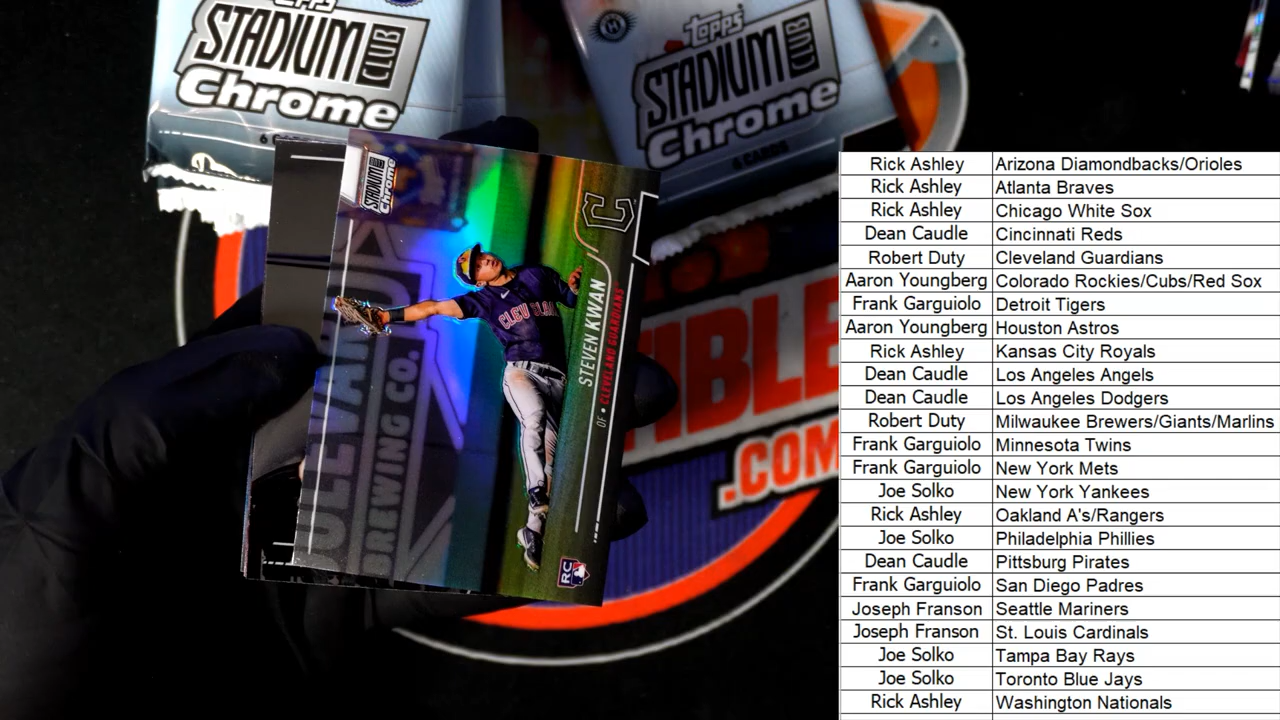 Topps
STADIUM
CLUB
Chrome
Topps
STADIUM
CLUB
Chrome
4 CARDS
STADIUM
CLUB
Chrome
C
STEVEN KWAN
OF • CLEVELAND GUARDIANS
BREWING CO.
RC
IBLE
.COM
Rick Ashley Arizona Diamondbacks/Orioles
Rick Ashley Atlanta Braves
Rick Ashley Chicago White Sox
Dean Caudle Cincinnati Reds
Robert Duty Cleveland Guardians
Aaron Youngberg Colorado Rockies/Cubs/Red Sox
Frank Garguiolo Detroit Tigers
Aaron Youngberg Houston Astros
Rick Ashley Kansas City Royals
Dean Caudle Los Angeles Angels
Dean Caudle Los Angeles Dodgers
Robert Duty Milwaukee Brewers/Giants/Marlins
Frank Garguiolo Minnesota Twins
Frank Garguiolo New York Mets
Joe Solko New York Yankees
Rick Ashley Oakland A's/Rangers
Joe Solko Philadelphia Phillies
Dean Caudle Pittsburg Pirates
Frank Garguiolo San Diego Padres
Joseph Franson Seattle Mariners
Joseph Franson St. Louis Cardinals
Joe Solko Tampa Bay Rays
Joe Solko Toronto Blue Jays
Rick Ashley Washington Nationals